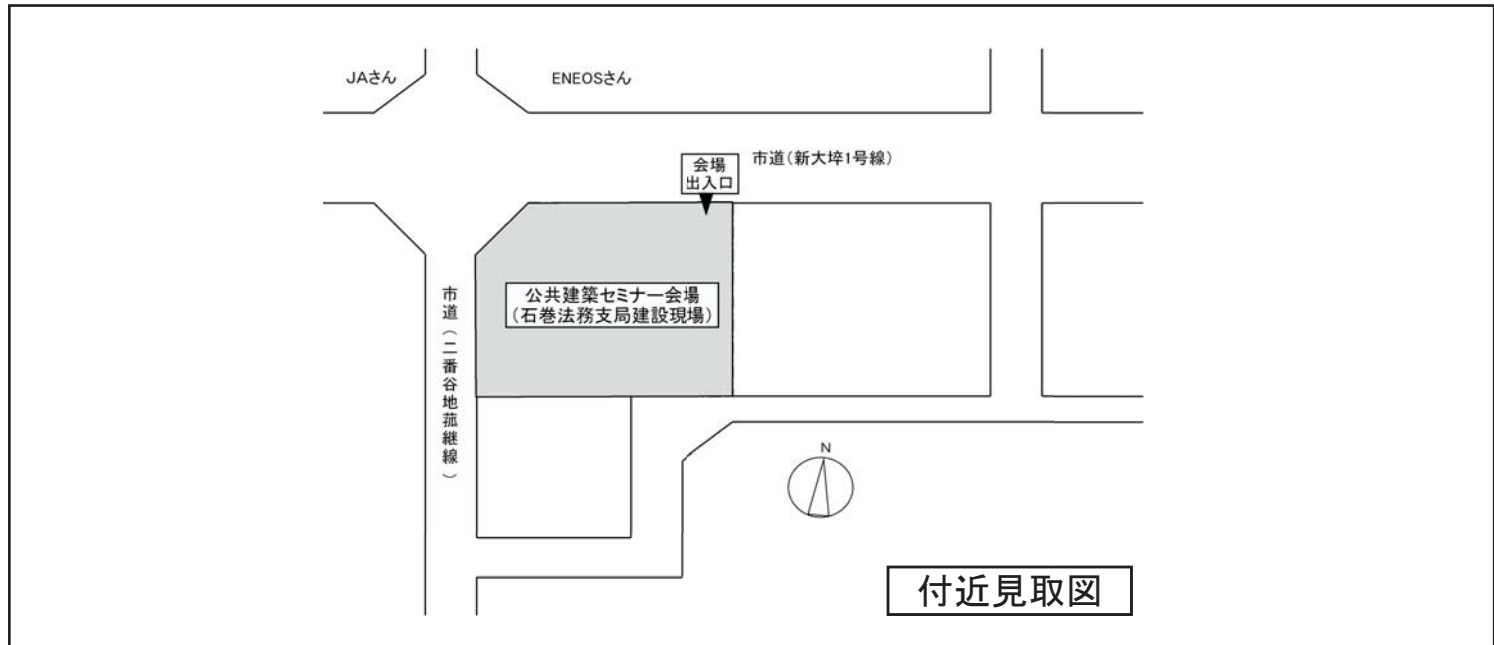 JAさん
ENEOSさん
会場
出入口
市道（新大埣1号線）
公共建築セミナー会場
（石巻法務支局建設現場）
市道（二番谷地菰継線）
N
付近見取図